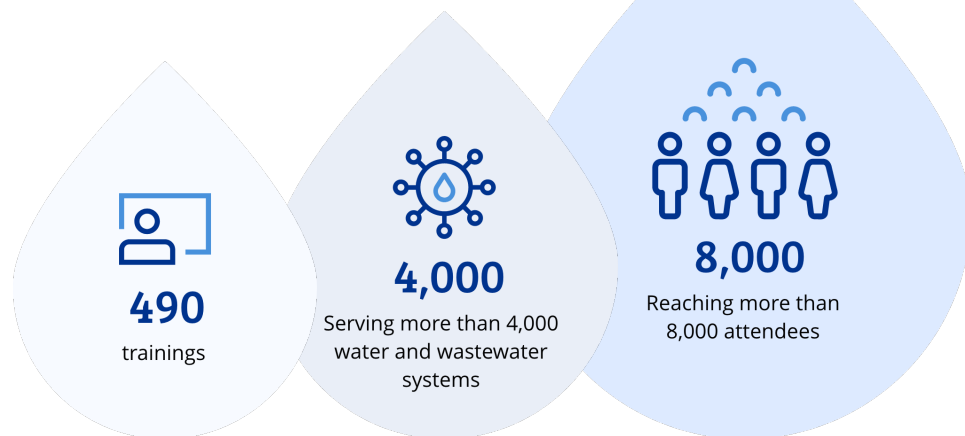 490
trainings
4,000
Serving more than 4,000
water and wastewater
systems
8,000
Reaching more than
8,000 attendees